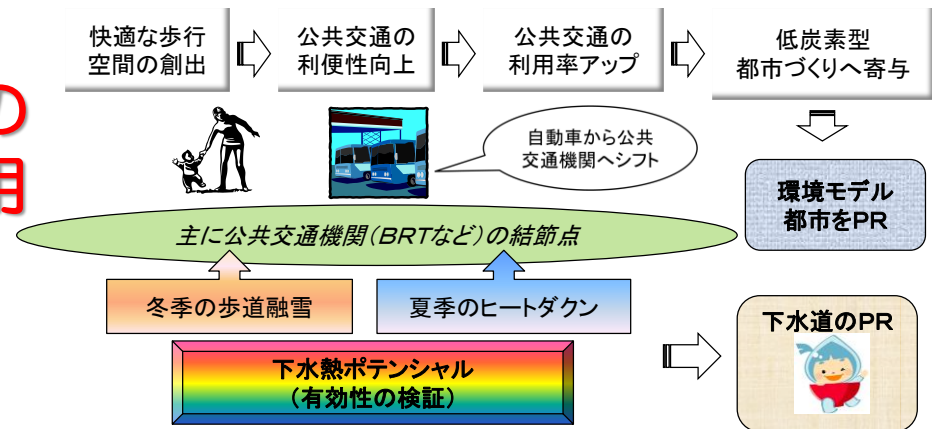 快適な歩行
空間の創出
公共交通の
利便性向上
公共交通の
利用率アップ
低炭素型
都市づくりへ寄与
の
用
自動車から公共
交通機関へシフト
環境モデル
都市をPR
主に公共交通機関(BRTなど)の結節点
冬季の歩道融雪
夏季のヒートダクン
下水道のPR
下水熱ポテンシャル
(有効性の検証)